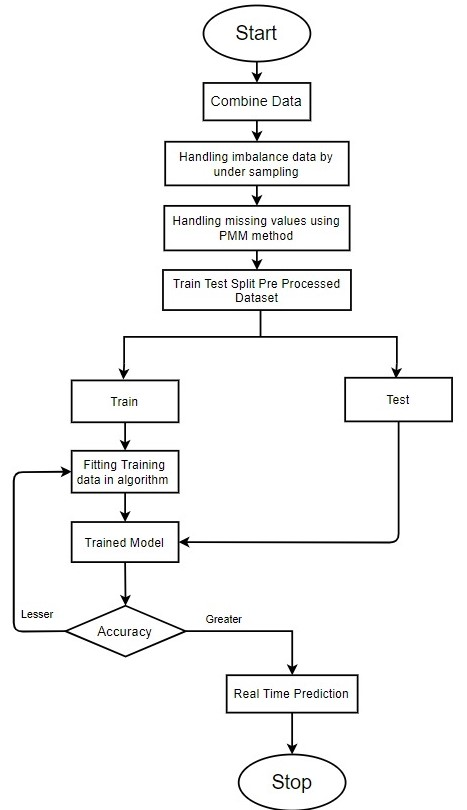 Start
Combine Data
Handling imbalance data by
under sampling
Handling missing values using
PMM method
Train Test Split Pre Processed
Dataset
Train
Test
Fitting Training
data in algorithm
Trained Model
Lesser
Accuracy
Greater
Real Time Prediction
Stop